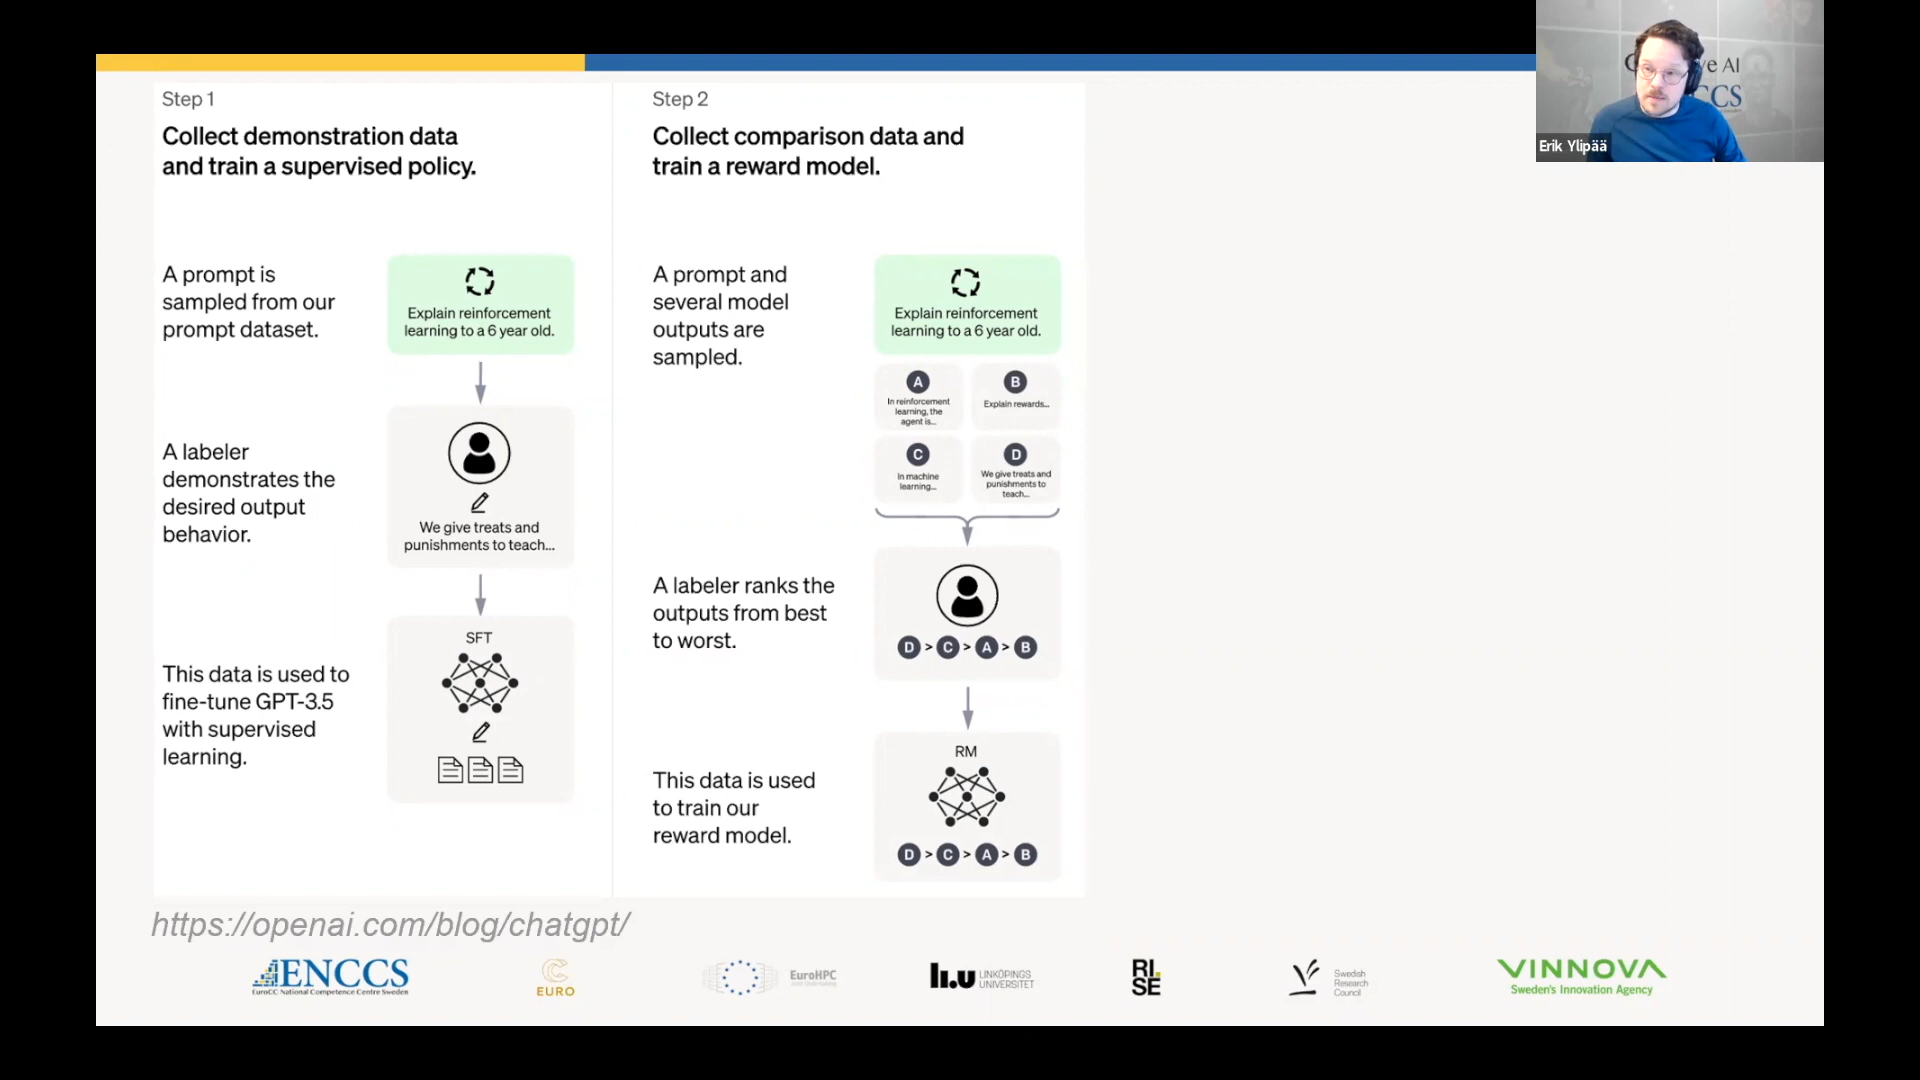 Step 1
Collect demonstration data
and train a supervised policy.
A prompt is
sampled from our
prompt dataset.
Explain reinforcement
learning to a 6 year old.
A labeler
demonstrates the
desired output
behavior.
We give treats and
punishments to teach...
This data is used to
fine-tune GPT-3.5
with supervised
learning.
SFT
Step 2
Collect comparison data and
train a reward model.
A prompt and
several model
outputs are
sampled.
Explain reinforcement
learning to a 6 year old.
A
In reinforcement
learning, the
agent is...
B
Explain rewards...
C
In machine
learning...
D
We give treats and
punishments to
teach...
A labeler ranks the
outputs from best
to worst.
D > C > A > B
This data is used
to train our
reward model.
RM
D > C > A > B
https://openai.com/blog/chatgpt/
ENCCS
EuroCC National Competence Centre Sweden
EURO
EuroHPC
LiU LINKÖPINGS
UNIVERSITET
RI.
SE
Swedish
Research
Council
VINNOVA
Sweden's Innovation Agency
AI
CCS
Erik Ylipää